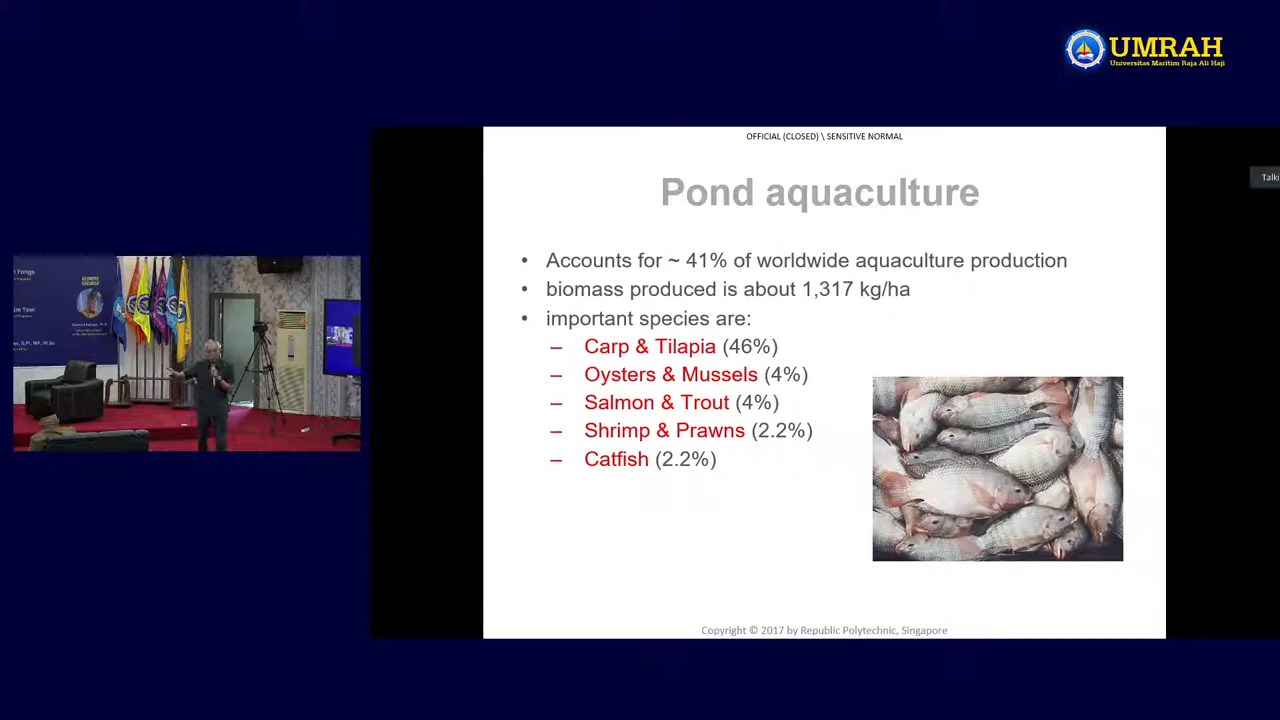 UMRAH
Universitas Maritim Raja Ali Haji
OFFICIAL (CLOSED) \ SENSITIVE NORMAL
Pond aquaculture
• Accounts for ~ 41% of worldwide aquaculture production
• biomass produced is about 1,317 kg/ha
• important species are:
– Carp & Tilapia (46%)
– Oysters & Mussels (4%)
– Salmon & Trout (4%)
– Shrimp & Prawns (2.2%)
– Catfish (2.2%)
Copyright © 2017 by Republic Polytechnic, Singapore
Talki